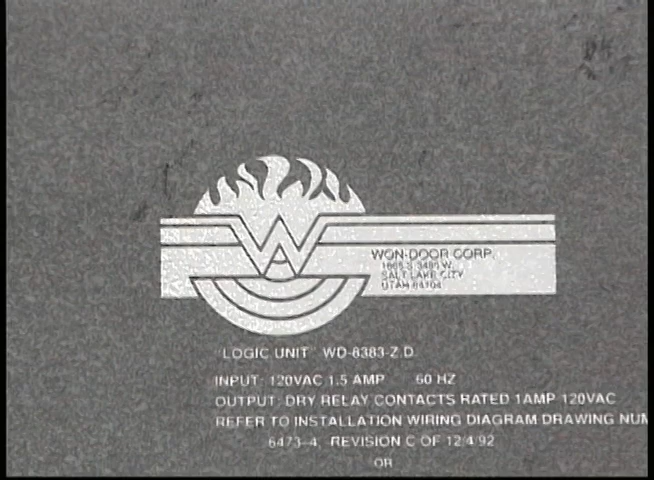 WON-DOOR CORP.
SALT LAKE CITY
UTAH 84104
"LOGIC UNIT" WD-8383-Z.D.
INPUT: 120VAC 1.5 AMP 60 HZ
OUTPUT: DRY RELAY CONTACTS RATED 1AMP 120VAC
REFER TO INSTALLATION WIRING DIAGRAM DRAWING NUM
6473-4 REVISION C OF 12/4/92
OR